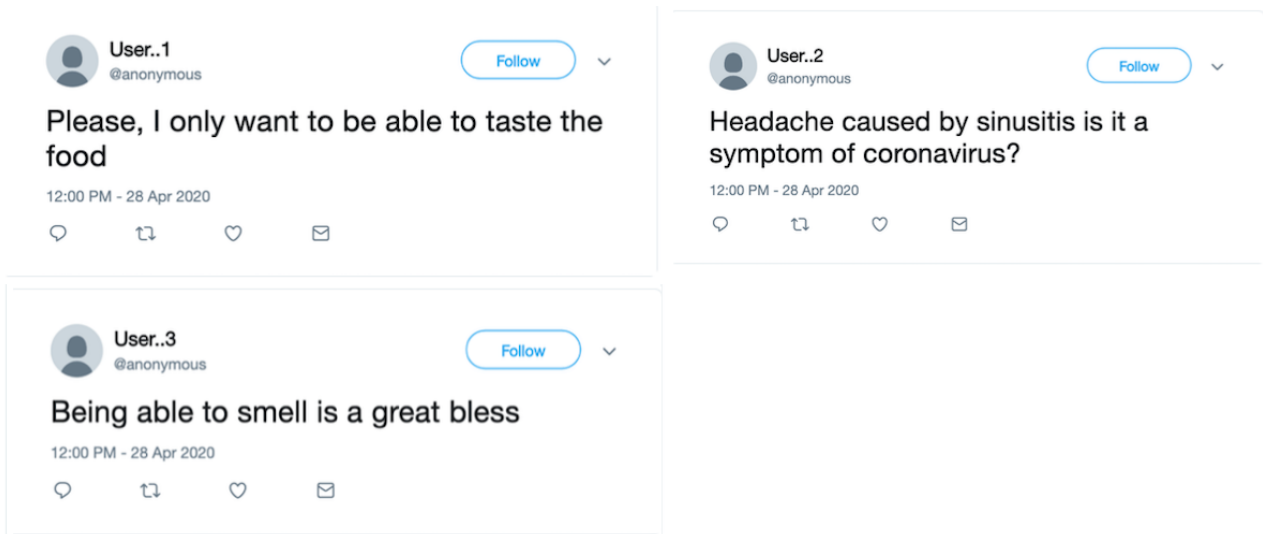 User..1
Follow
@anonymous
Please, I only want to be able to taste the
food
12:00 PM - 28 Apr 2020
User..2
Follow
@anonymous
Headache caused by sinusitis is it a
symptom of coronavirus?
12:00 PM - 28 Apr 2020
User..3
Follow
@anonymous
Being able to smell is a great bless
12:00 PM - 28 Apr 2020